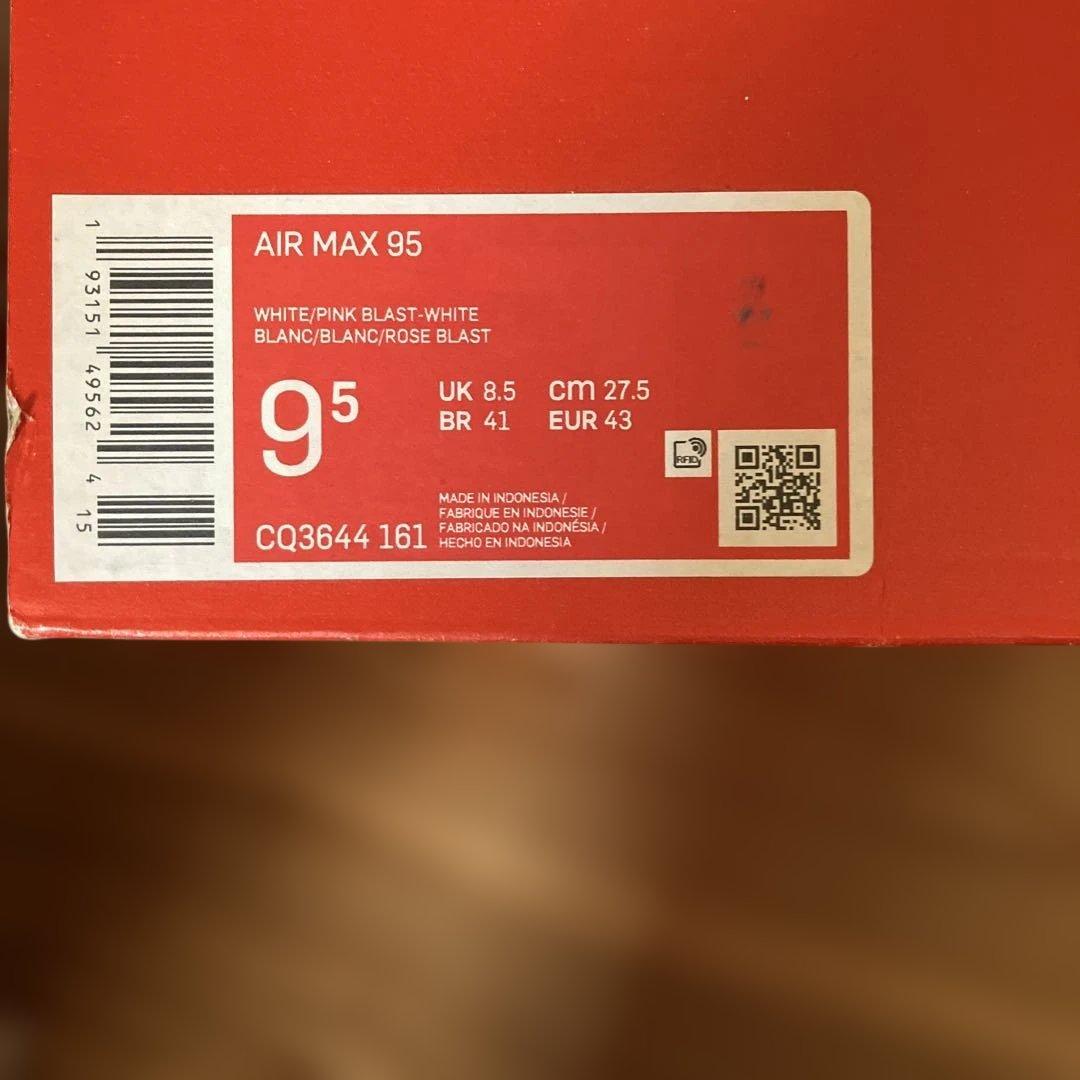 1 93151 49562 4 15
AIR MAX 95
WHITE/PINK BLAST-WHITE
BLANC/BLANC/ROSE BLAST
9⁵
UK 8.5 cm 27.5
BR 41 EUR 43
RFID
MADE IN INDONESIA /
FABRIQUE EN INDONESIE /
FABRICADO NA INDONÉSIA /
HECHO EN INDONESIA
CQ3644 161